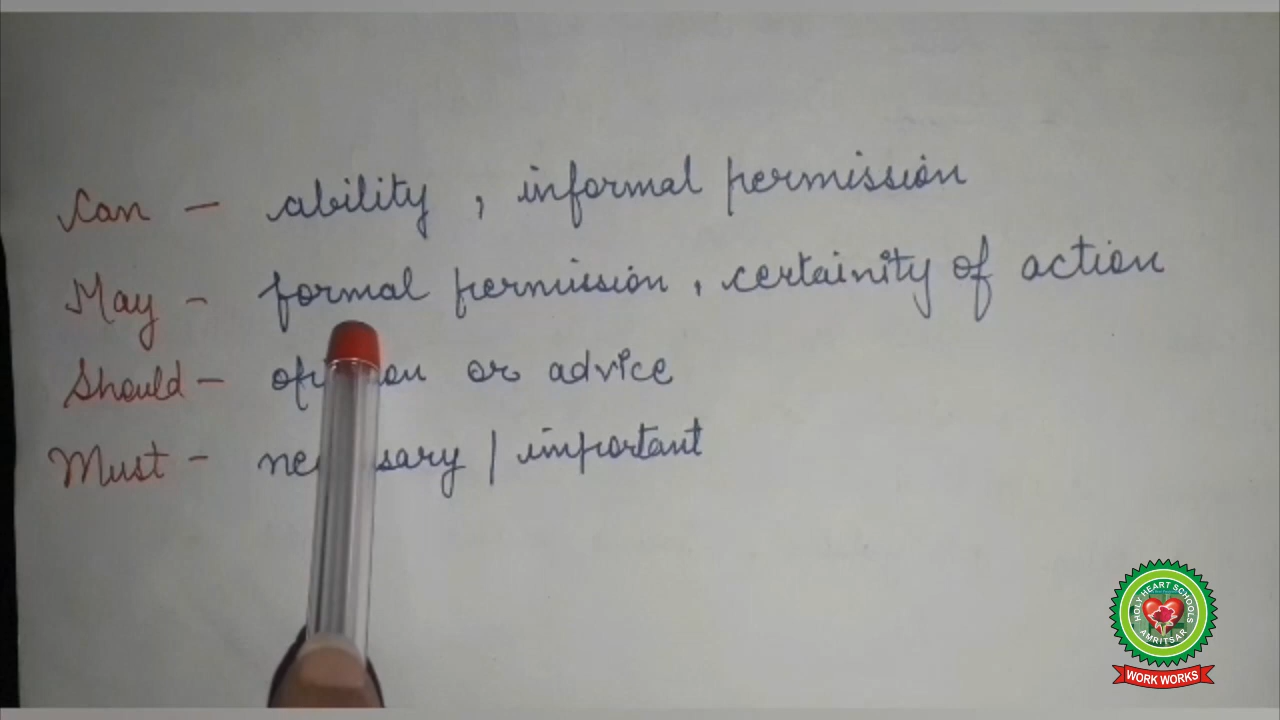 Can - ability , informal permission
May - formal permission , certainity of action
Should - or advice
Must - / important
HOLY HEART SCHOOLS
AMRITSAR
WORK WORKS